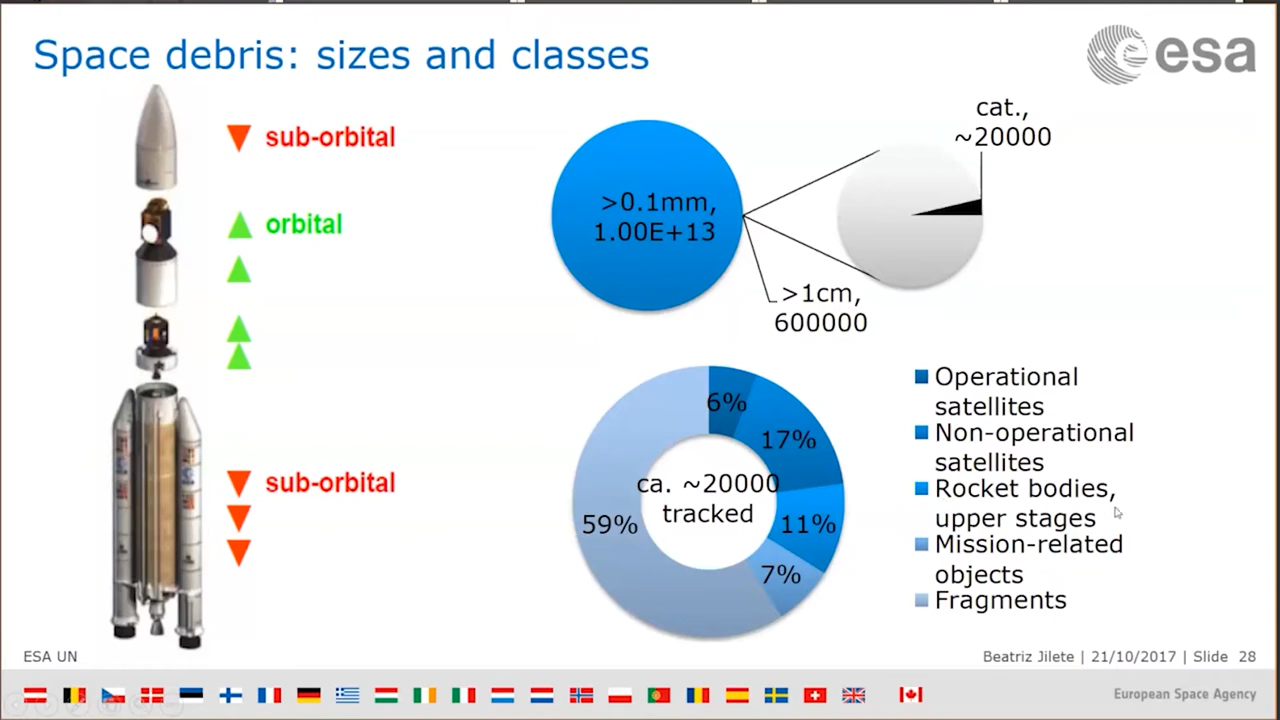 Space debris: sizes and classes
esa
sub-orbital
orbital
sub-orbital
>0.1mm,
1.00E+13
cat.,
~20000
>1cm,
600000
6%
17%
11%
7%
59%
ca. ~20000
tracked
Operational
satellites
Non-operational
satellites
Rocket bodies,
upper stages
Mission-related
objects
Fragments
ESA UN
Beatriz Jilete | 21/10/2017 | Slide 28
European Space Agency